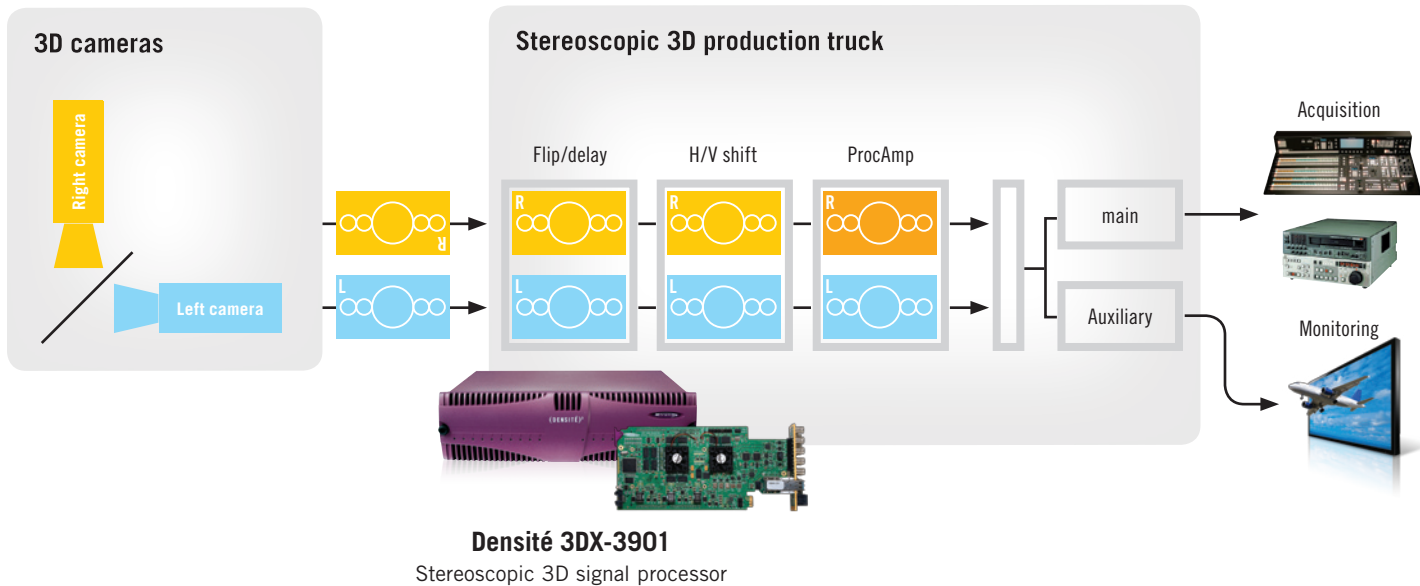 3D cameras
Stereoscopic 3D production truck
Right camera
Left camera
Flip/delay
H/V shift
ProcAmp
R
R
R
R
L
L
L
L
main
Auxiliary
Acquisition
Monitoring
(DENSITÉ)
Densité 3DX-3901
Stereoscopic 3D signal processor